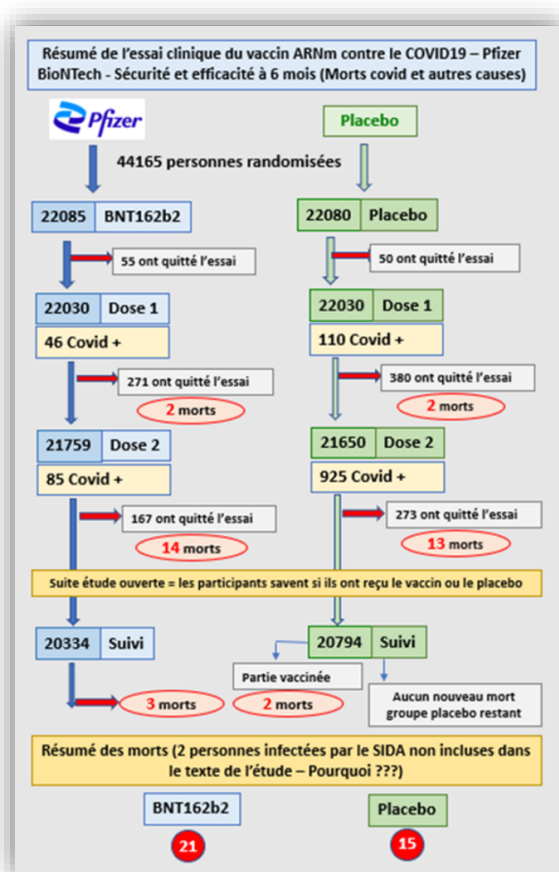 Résumé de l'essai clinique du vaccin ARNm contre le COVID19 – Pfizer
BioNTech - Sécurité et efficacité à 6 mois (Morts covid et autres causes)
Pfizer
Placebo
44165 personnes randomisées
22085 BNT162b2
22080 Placebo
55 ont quitté l'essai
50 ont quitté l'essai
22030 Dose 1
46 Covid +
22030 Dose 1
110 Covid +
271 ont quitté l'essai
2 morts
380 ont quitté l'essai
2 morts
21759 Dose 2
85 Covid +
21650 Dose 2
925 Covid +
167 ont quitté l'essai
14 morts
273 ont quitté l'essai
13 morts
Suite étude ouverte = les participants savent si ils ont reçu le vaccin ou le placebo
20334 Suivi
20794 Suivi
3 morts
Partie vaccinée
2 morts
Aucun nouveau mort
groupe placebo restant
Résumé des morts (2 personnes infectées par le SIDA non incluses dans
le texte de l'étude – Pourquoi ???)
BNT162b2
21
Placebo
15